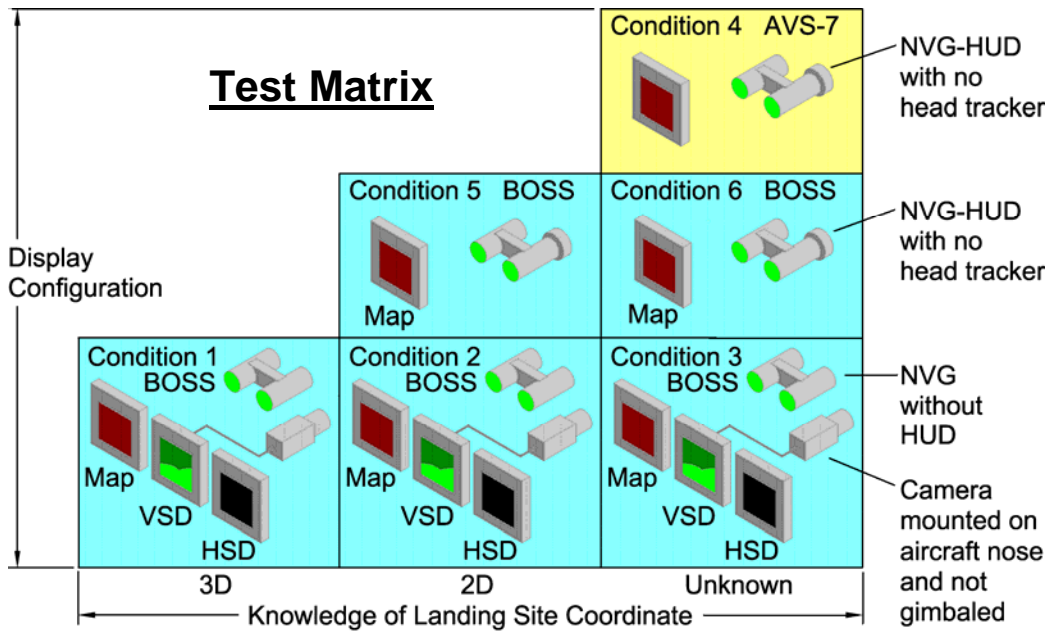 Test Matrix
Condition 4 AVS-7
NVG-HUD
with no
head tracker
Condition 5 BOSS
Map
Condition 6 BOSS
Map
NVG-HUD
with no
head tracker
Display
Configuration
Condition 1
BOSS
Map
VSD
HSD
Condition 2
BOSS
Map
VSD
HSD
Condition 3
BOSS
Map
VSD
HSD
NVG
without
HUD
Camera
mounted on
aircraft nose
and not
gimbaled
3D
2D
Unknown
Knowledge of Landing Site Coordinate